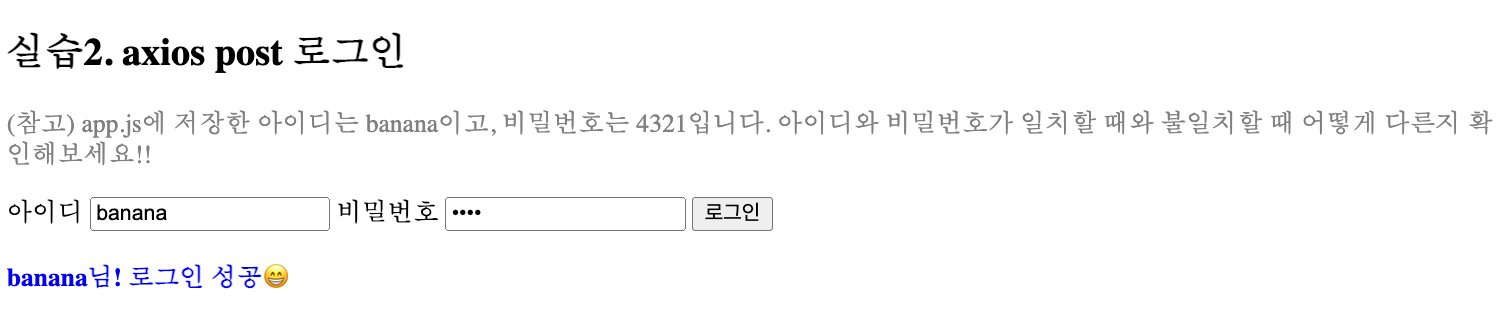 실습2. axios post 로그인
(참고) app.js에 저장한 아이디는 banana이고, 비밀번호는 4321입니다. 아이디와 비밀번호가 일치할 때와 불일치할 때 어떻게 다른지 확
인해보세요!!
아이디 banana 비밀번호 •••• 로그인
banana님! 로그인 성공😁